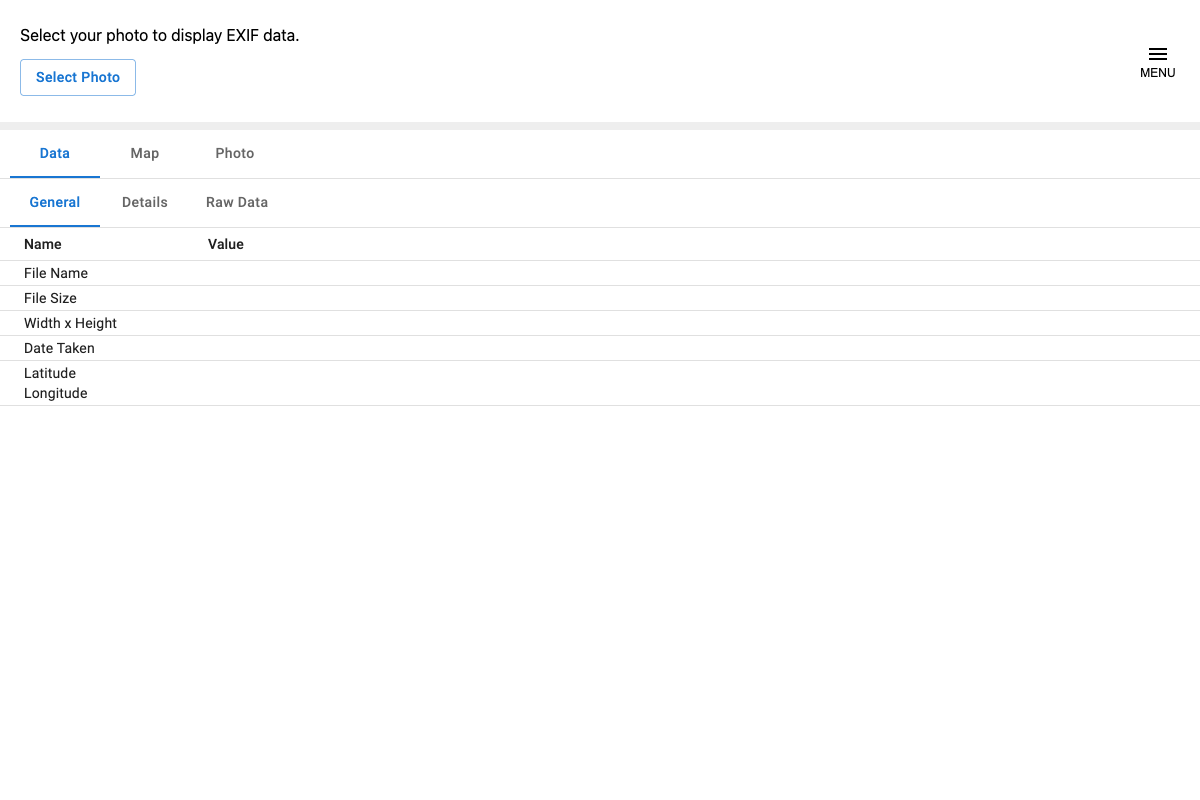 Select your photo to display EXIF data.
Select Photo
MENU
Data Map Photo
General Details Raw Data
Name Value
File Name
File Size
Width x Height
Date Taken
Latitude
Longitude